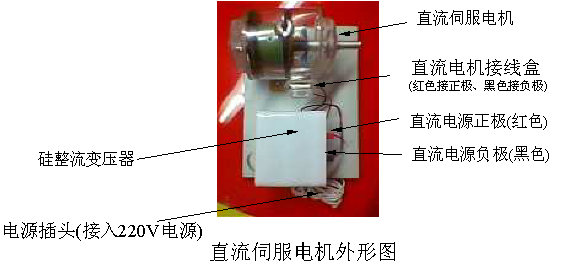 直流伺服电机
直流电机接线盒
(红色接正极、黑色接负极)
直流电源正极(红色)
直流电源负极(黑色)
硅整流变压器
电源插头(接入220V电源)
直流伺服电机外形图